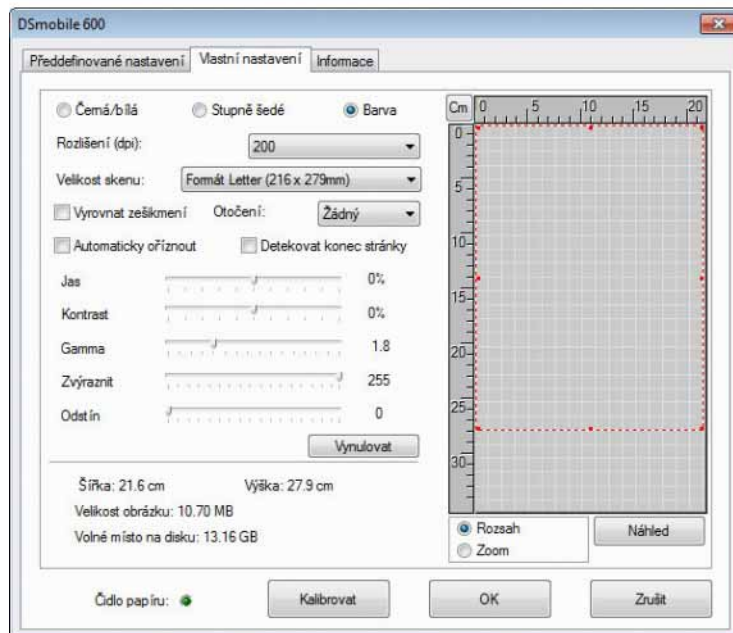 DSmobile 600
Předdefinované nastavení Vlastní nastavení Informace
Černá/bílá Stupně šedé Barva
Rozlišení (dpi): 200
Velikost skenu: Formát Letter (216 x 279mm)
Vyrovnat zešikmení Otočení: Žádný
Automaticky oříznout Detekovat konec stránky
Jas 0%
Kontrast 0%
Gamma 1.8
Zvýraznit 255
Odstín 0
Vynulovat
Šířka: 21.6 cm Výška: 27.9 cm
Velikost obrázku: 10.70 MB
Volné místo na disku: 13.16 GB
Cm 0 5 10 15 20
0
5
10
15
20
25
30
Rozsah
Zoom
Náhled
Čidlo papíru: Kalibrovat OK Zrušit